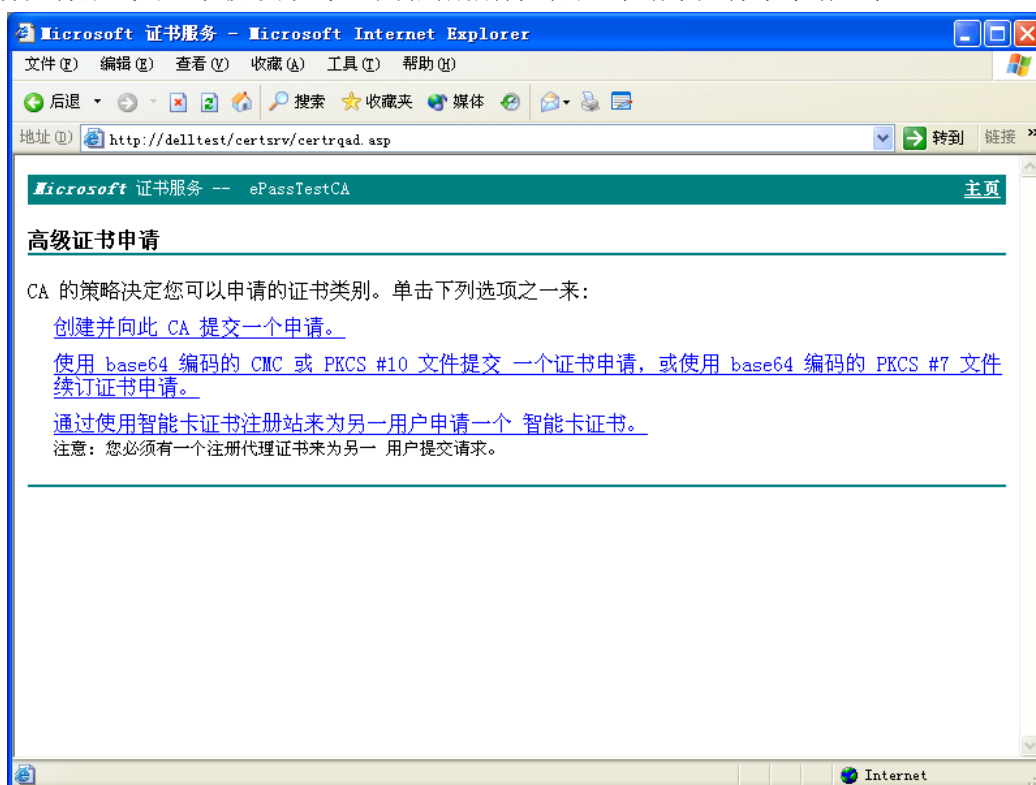 Microsoft 证书服务 - Microsoft Internet Explorer
文件(F) 编辑(E) 查看(V) 收藏(A) 工具(T) 帮助(H)
后退 搜索 收藏夹 媒体
地址(D) http://delltest/certsrv/certrqad.asp 转到 链接 »
Microsoft 证书服务 -- ePassTestCA 主页
高级证书申请
CA 的策略决定您可以申请的证书类别。单击下列选项之一来:
创建并向此 CA 提交一个申请。
使用 base64 编码的 CMC 或 PKCS #10 文件提交 一个证书申请, 或使用 base64 编码的 PKCS #7 文件
续订证书申请。
通过使用智能卡证书注册站来为另一用户申请一个 智能卡证书。
注意: 您必须有一个注册代理证书来为另一 用户提交请求。
Internet